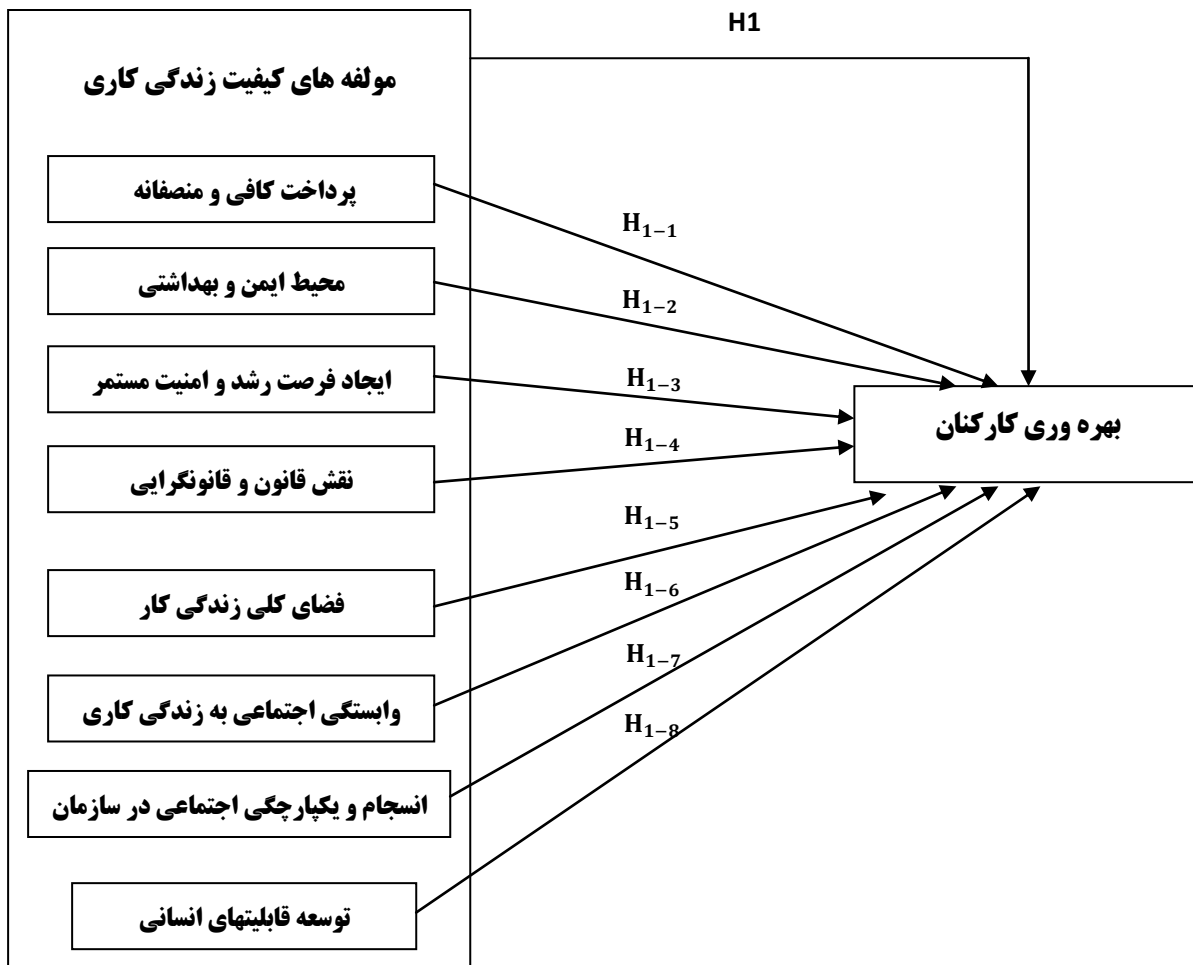 H1
مولفه های کیفیت زندگی کاری
پرداخت کافی و منصفانه
H1−1
محیط ایمن و بهداشتی
H1−2
ایجاد فرصت رشد و امنیت مستمر
H1−3
بهره وری کارکنان
H1−4
نقش قانون و قانونگرایی
H1−5
فضای کلی زندگی کار
H1−6
H1−7
وابستگی اجتماعی به زندگی کاری
H1−8
انسجام و یکپارچگی اجتماعی در سازمان
توسعه قابلیتهای انسانی